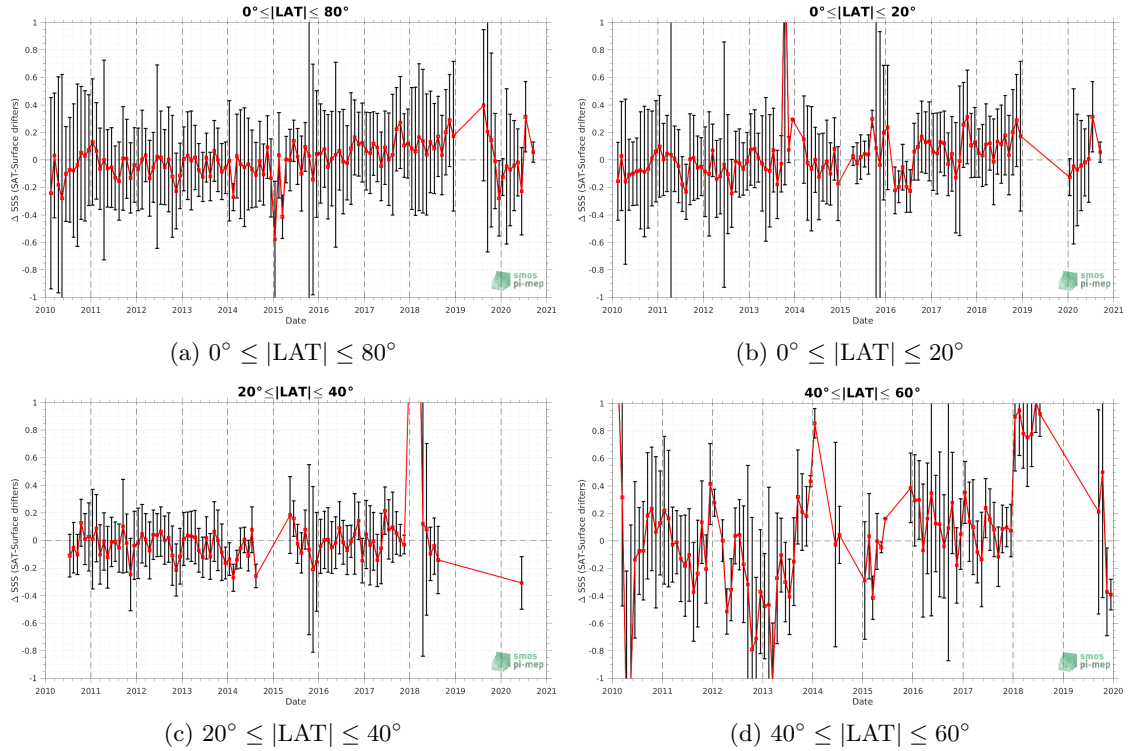 0°≤|LAT|≤ 80°
Δ SSS (SAT-Surface drifters)
1
0.8
0.6
0.4
0.2
0
-0.2
-0.4
-0.6
-0.8
-1
2010 2011 2012 2013 2014 2015 2016 2017 2018 2019 2020 2021
Date
smos
pi-mep
(a) 0° ≤ |LAT| ≤ 80°
0°≤|LAT|≤ 20°
Δ SSS (SAT-Surface drifters)
1
0.8
0.6
0.4
0.2
0
-0.2
-0.4
-0.6
-0.8
-1
2010 2011 2012 2013 2014 2015 2016 2017 2018 2019 2020 2021
Date
smos
pi-mep
(b) 0° ≤ |LAT| ≤ 20°
20°≤|LAT|≤ 40°
Δ SSS (SAT-Surface drifters)
1
0.8
0.6
0.4
0.2
0
-0.2
-0.4
-0.6
-0.8
-1
2010 2011 2012 2013 2014 2015 2016 2017 2018 2019 2020 2021
Date
smos
pi-mep
(c) 20° ≤ |LAT| ≤ 40°
40°≤|LAT|≤ 60°
Δ SSS (SAT-Surface drifters)
1
0.8
0.6
0.4
0.2
0
-0.2
-0.4
-0.6
-0.8
-1
2010 2011 2012 2013 2014 2015 2016 2017 2018 2019 2020
Date
smos
pi-mep
(d) 40° ≤ |LAT| ≤ 60°